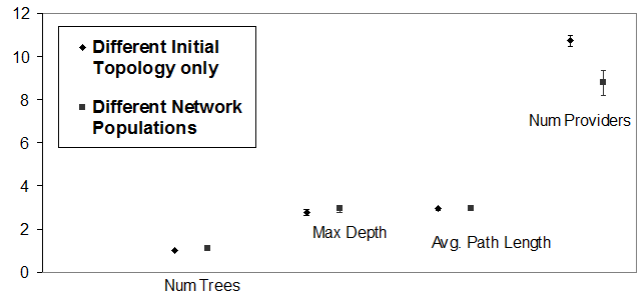 12
10
8
6
4
2
0
Different Initial
Topology only
Different Network
Populations
Num Providers
Max Depth
Avg. Path Length
Num Trees